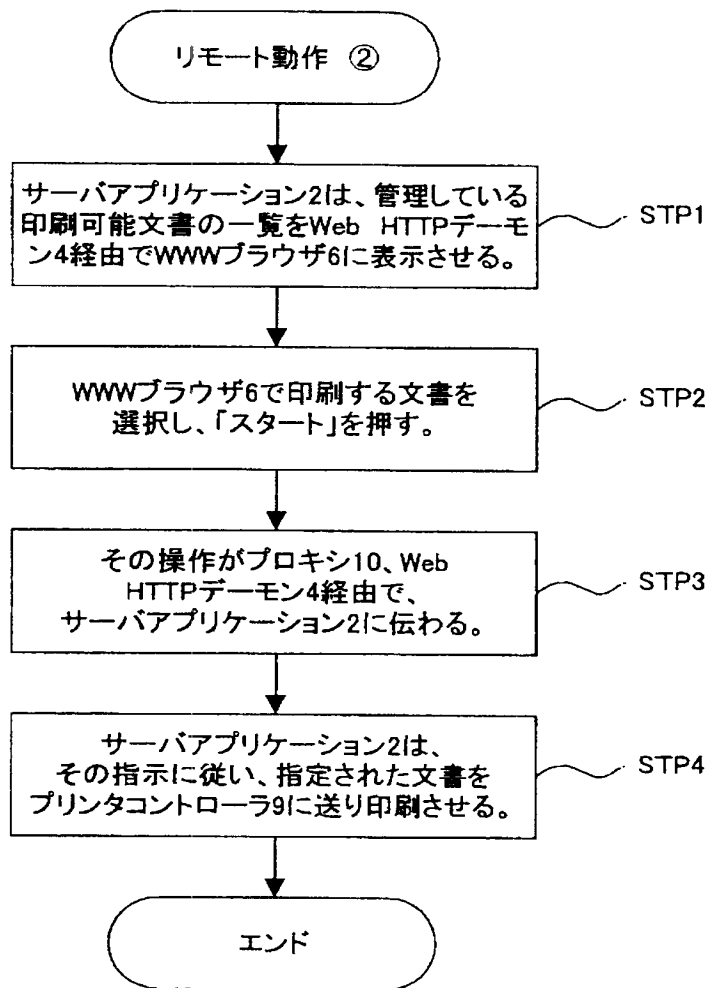 リモート動作 ②
サーバアプリケーション2は、管理している
印刷可能文書の一覧をWeb HTTPデーモ
ン4経由でWWWブラウザ6に表示させる。
STP1
WWWブラウザ6で印刷する文書を
選択し、「スタート」を押す。
STP2
その操作がプロキシ10、Web
HTTPデーモン4経由で、
サーバアプリケーション2に伝わる。
STP3
サーバアプリケーション2は、
その指示に従い、指定された文書を
プリンタコントローラ9に送り印刷させる。
STP4
エンド